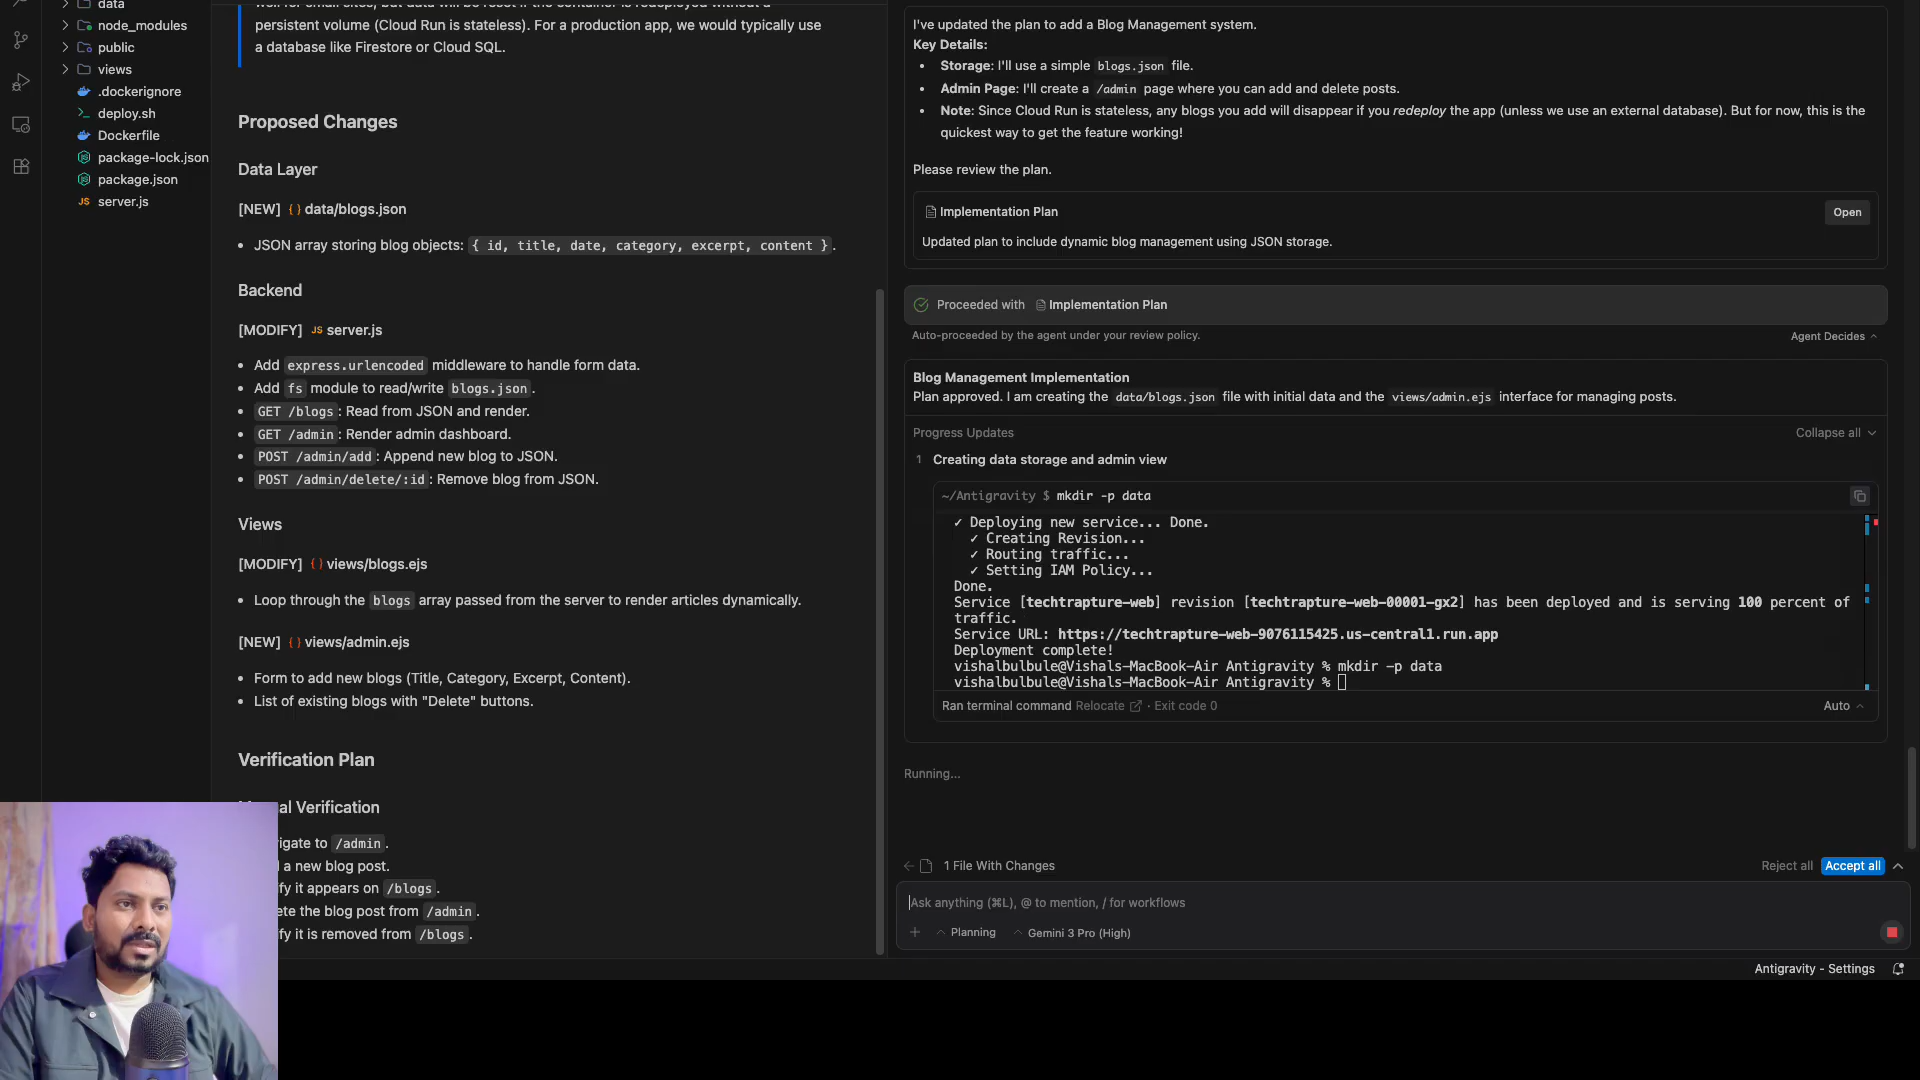 data
node_modules
public
views
.dockerignore
deploy.sh
Dockerfile
package-lock.json
package.json
JS server.js
persistent volume (Cloud Run is stateless). For a production app, we would typically use
a database like Firestore or Cloud SQL.
Proposed Changes
Data Layer
[NEW] {} data/blogs.json
• JSON array storing blog objects: { id, title, date, category, excerpt, content }.
Backend
[MODIFY] JS server.js
• Add express.urlencoded middleware to handle form data.
• Add fs module to read/write blogs.json.
• GET /blogs: Read from JSON and render.
• GET /admin: Render admin dashboard.
• POST /admin/add: Append new blog to JSON.
• POST /admin/delete/:id: Remove blog from JSON.
Views
[MODIFY] {} views/blogs.ejs
• Loop through the blogs array passed from the server to render articles dynamically.
[NEW] {} views/admin.ejs
• Form to add new blogs (Title, Category, Excerpt, Content).
• List of existing blogs with "Delete" buttons.
Verification Plan
al Verification
igate to /admin.
a new blog post.
fy it appears on /blogs.
ete the blog post from /admin.
fy it is removed from /blogs.
I've updated the plan to add a Blog Management system.
Key Details:
• Storage: I'll use a simple blogs.json file.
• Admin Page: I'll create a /admin page where you can add and delete posts.
• Note: Since Cloud Run is stateless, any blogs you add will disappear if you redeploy the app (unless we use an external database). But for now, this is the
quickest way to get the feature working!
Please review the plan.
Implementation Plan
Open
Updated plan to include dynamic blog management using JSON storage.
Proceeded with Implementation Plan
Auto-proceeded by the agent under your review policy.
Agent Decides
Blog Management Implementation
Plan approved. I am creating the data/blogs.json file with initial data and the views/admin.ejs interface for managing posts.
Progress Updates
Collapse all
1 Creating data storage and admin view
~/Antigravity $ mkdir -p data
✓ Deploying new service... Done.
✓ Creating Revision...
✓ Routing traffic...
✓ Setting IAM Policy...
Done.
Service [techtrapture-web] revision [techtrapture-web-00001-gx2] has been deployed and is serving 100 percent of
traffic.
Service URL: https://techtrapture-web-9076115425.us-central1.run.app
Deployment complete!
vishalbulbule@Vishals-MacBook-Air Antigravity % mkdir -p data
vishalbulbule@Vishals-MacBook-Air Antigravity %
Ran terminal command Relocate · Exit code 0
Auto
Running...
1 File With Changes
Reject all
Accept all
Ask anything (⌘L), @ to mention, / for workflows
Planning
Gemini 3 Pro (High)
Antigravity - Settings